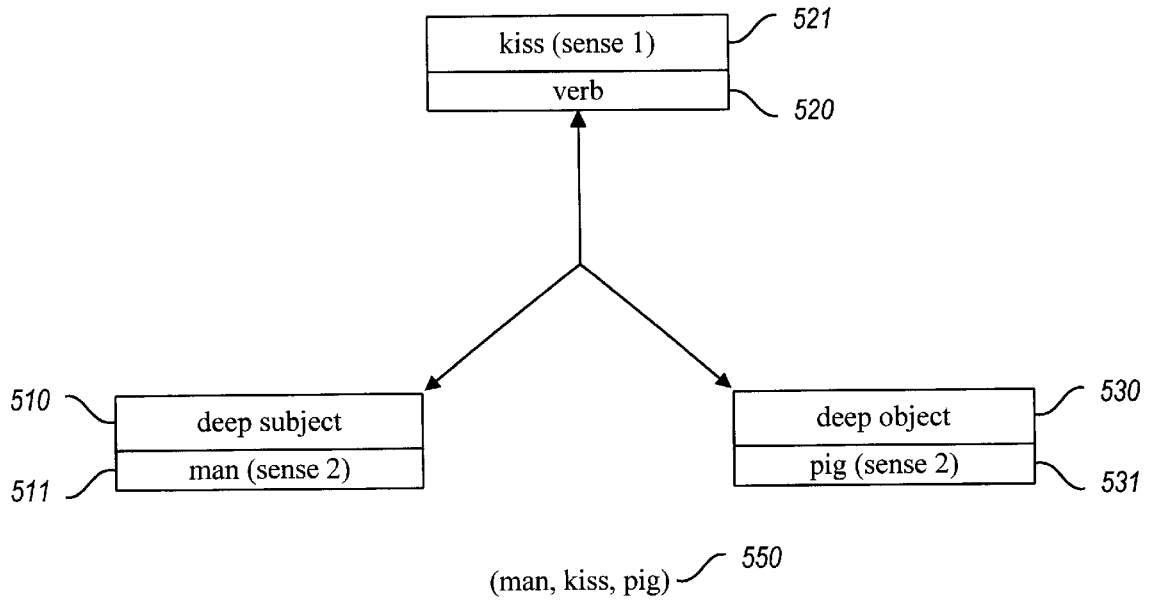 kiss (sense 1) 521
verb 520
510 deep subject
511 man (sense 2)
deep object 530
pig (sense 2) 531
(man, kiss, pig) 550